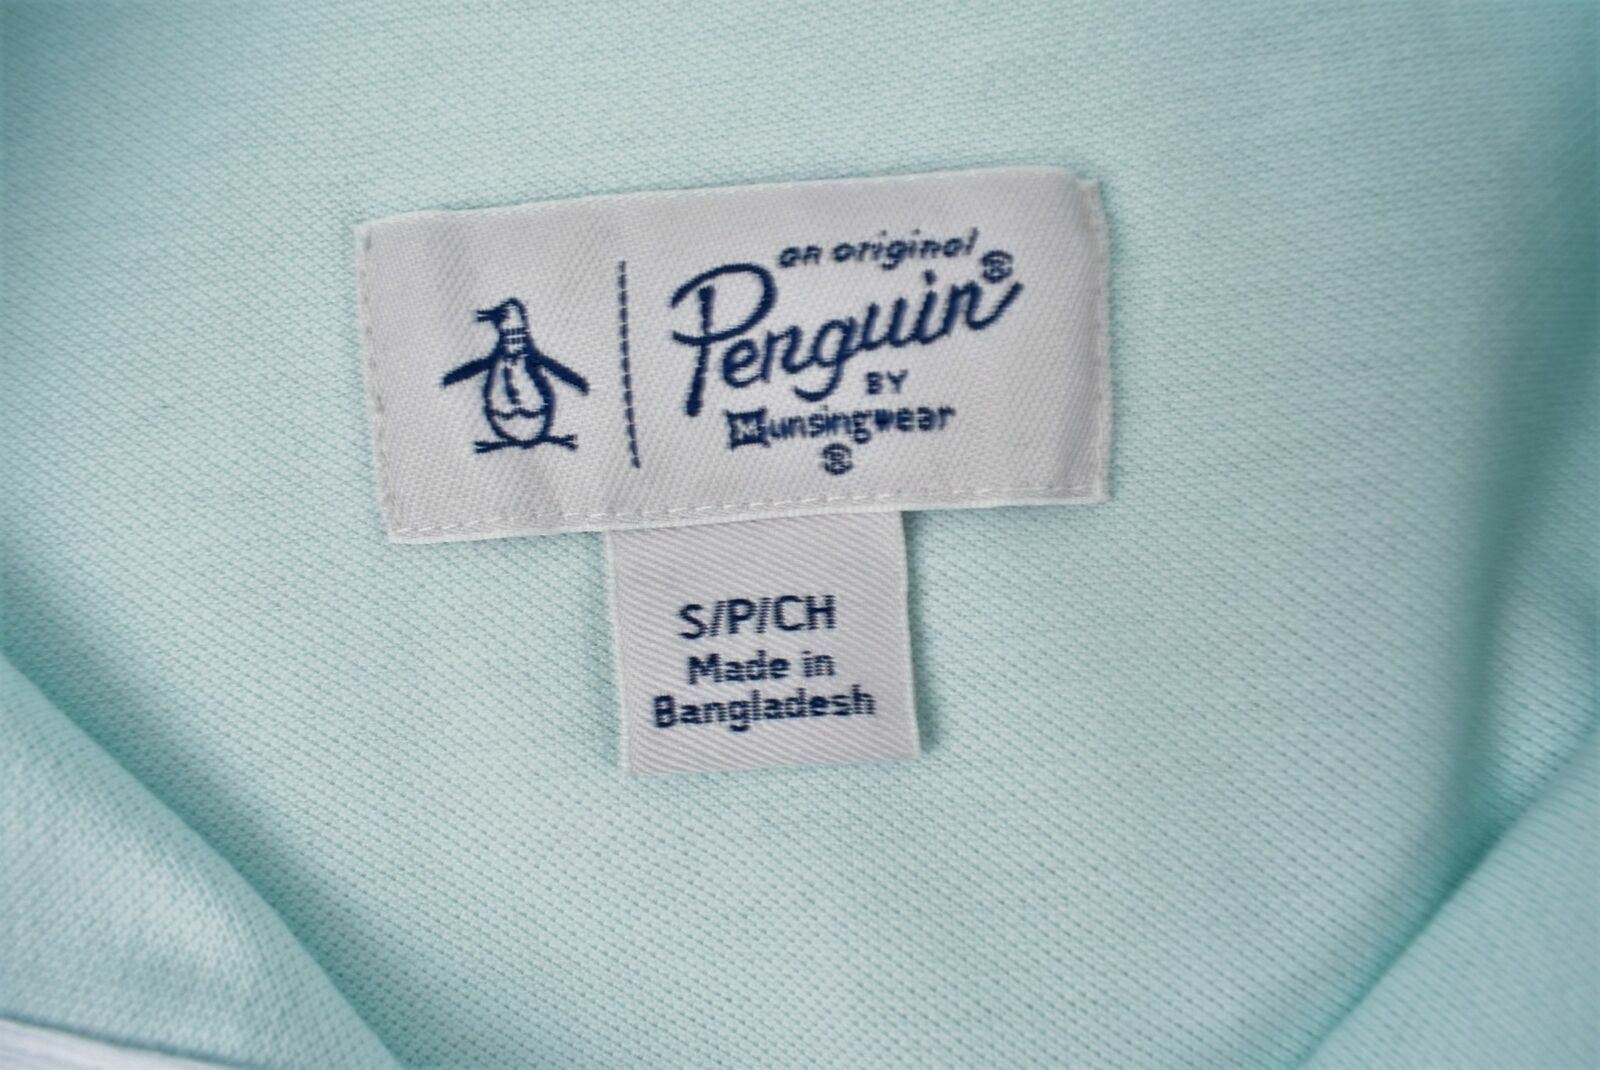 an original
Penguin®
BY
Munsingwear
®
S/P/CH
Made in
Bangladesh